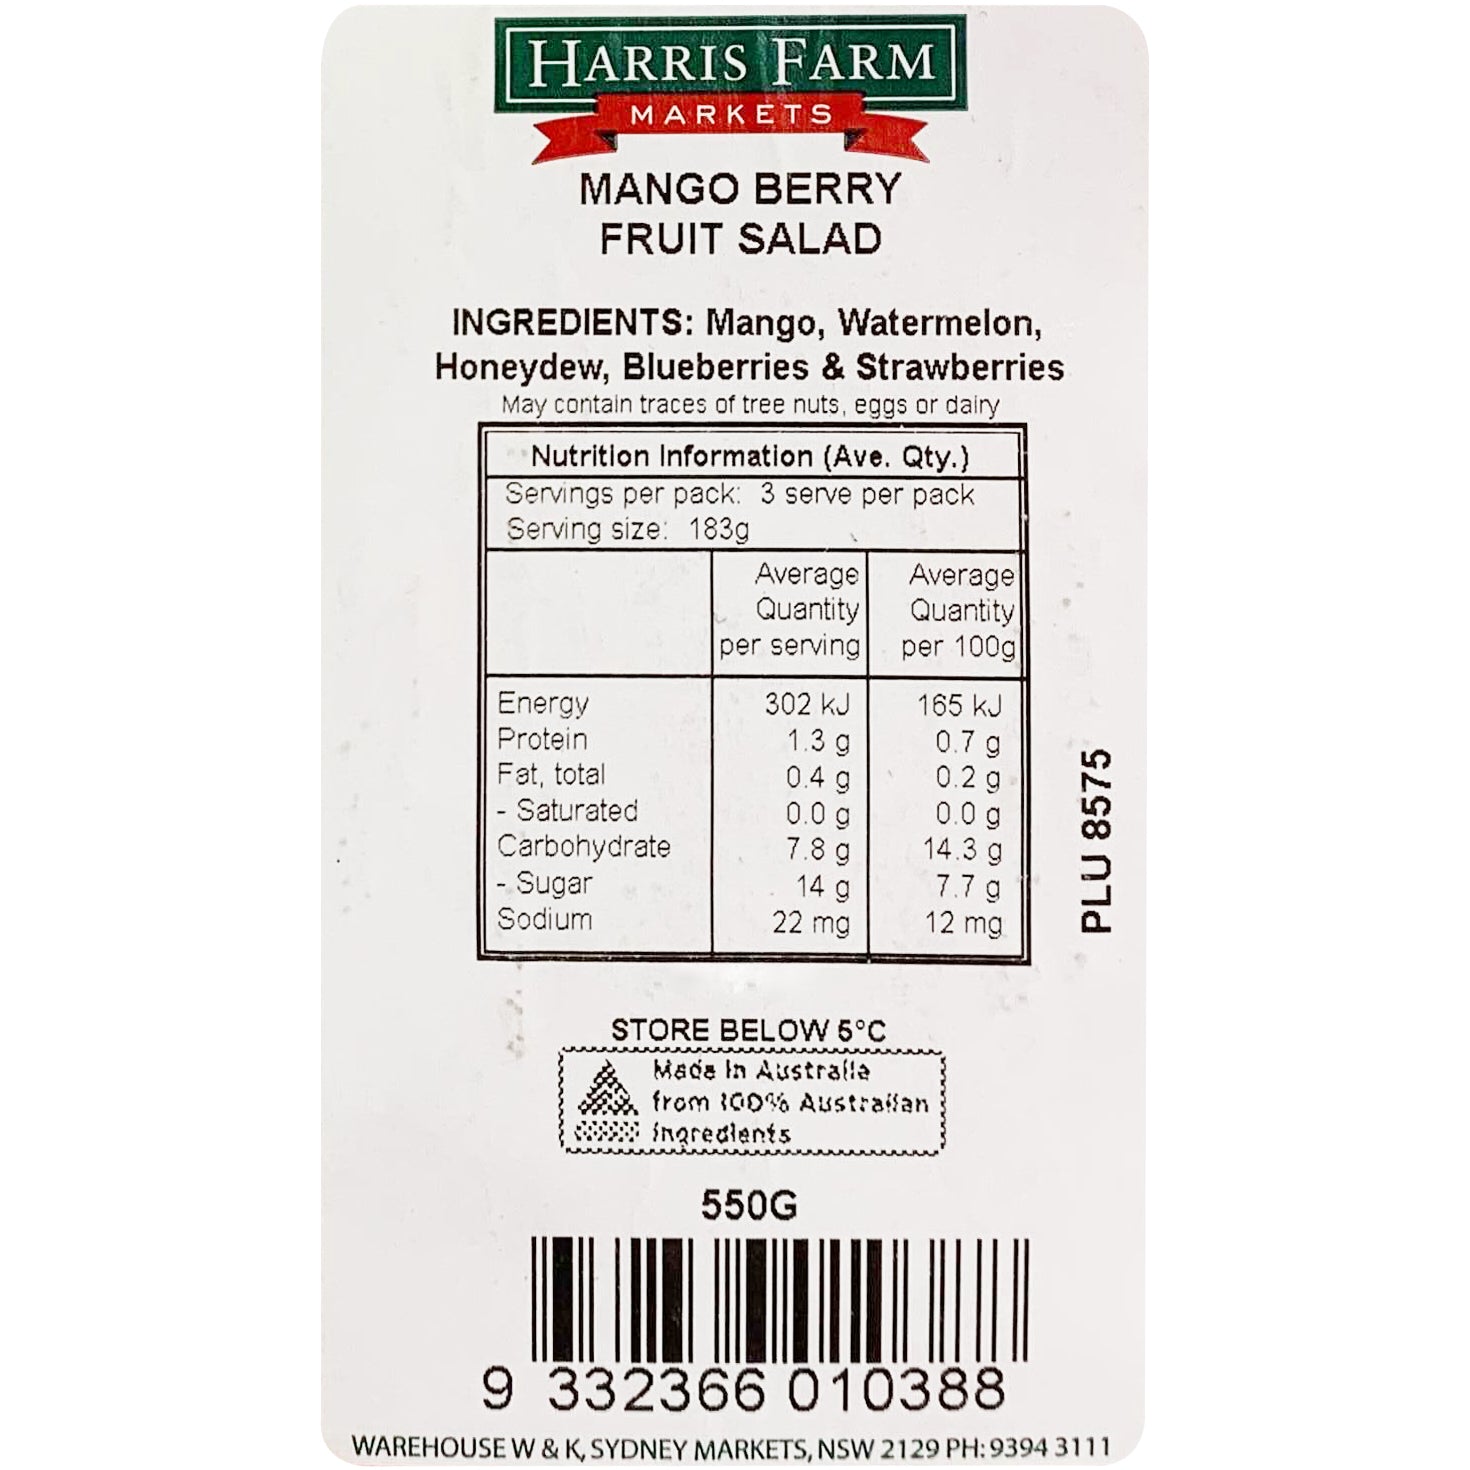 HARRIS FARM
MARKETS
MANGO BERRY
FRUIT SALAD
INGREDIENTS: Mango, Watermelon,
Honeydew, Blueberries & Strawberries
May contain traces of tree nuts, eggs or dairy
Nutrition Information (Ave. Qty.)
Servings per pack: 3 serve per pack
Serving size: 183g
Average Quantity per serving Average Quantity per 100g
Energy 302 kJ 165 kJ
Protein 1.3 g 0.7 g
Fat, total 0.4 g 0.2 g
- Saturated 0.0 g 0.0 g
Carbohydrate 7.8 g 14.3 g
- Sugar 14 g 7.7 g
Sodium 22 mg 12 mg
PLU 8575
STORE BELOW 5°C
Made in Australia
from 100% Australian
ingredients
550G
9 332366 010388
WAREHOUSE W & K, SYDNEY MARKETS, NSW 2129 PH: 9394 3111